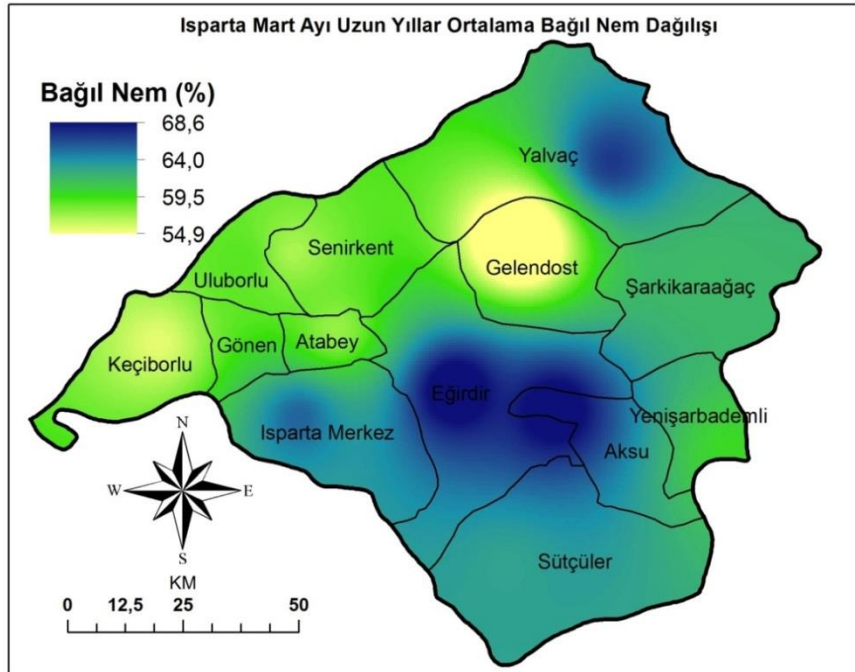 Isparta Mart Ayı Uzun Yıllar Ortalama Bağıl Nem Dağılışı
Bağıl Nem (%)
68,6
64,0
59,5
54,9
Yalvaç
Senirkent
Gelendost
Uluborlu
Şarkikaraağaç
Keçiborlu
Gönen
Atabey
Eğirdir
Yenişarbademli
Isparta Merkez
Aksu
Sütçüler
N
W
E
S
KM
0 12,5 25 50